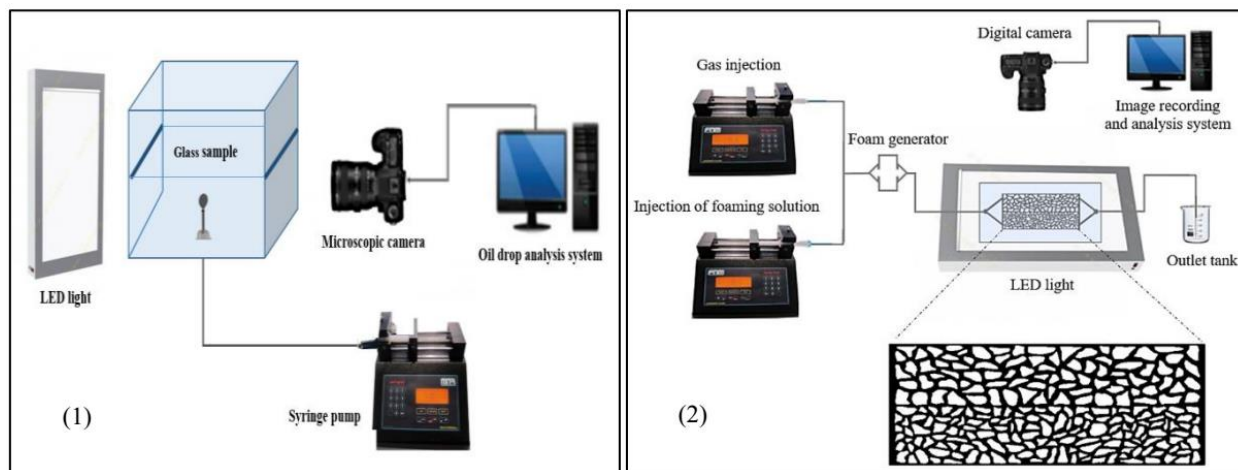 Glass sample
Microscopic camera
Oil drop analysis system
LED light
Syringe pump
(1)
Digital camera
Gas injection
Image recording
and analysis system
Foam generator
Injection of foaming solution
Outlet tank
LED light
(2)